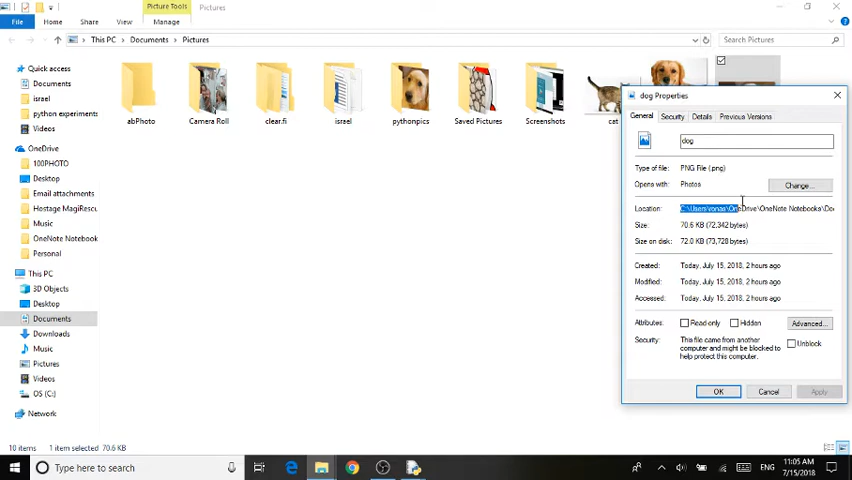 Picture Tools
Pictures
File
Home
Share
View
Manage
This PC
Documents
Pictures
Search Pictures
Quick access
Documents
israel
python experiments
Videos
OneDrive
100PHOTO
Desktop
Email attachments
Hostage MagiRescu
Music
OneNote Notebook
Personal
This PC
3D Objects
Desktop
Documents
Downloads
Music
Pictures
Videos
OS (C:)
Network
abPhoto
Camera Roll
clear.fi
israel
pythonpics
Saved Pictures
Screenshots
cat
dog Properties
General
Security
Details
Previous Versions
dog
Type of file:
PNG File (.png)
Opens with:
Photos
Change...
Location:
C:\Users\ronas\OneDrive\OneNote Notebooks\Doc
Size:
70.6 KB (72,342 bytes)
Size on disk:
72.0 KB (73,728 bytes)
Created:
Today, July 15, 2018, 2 hours ago
Modified:
Today, July 15, 2018, 2 hours ago
Accessed:
Today, July 15, 2018, 2 hours ago
Attributes:
Read-only
Hidden
Advanced...
Security:
This file came from another
computer and might be blocked to
help protect this computer.
Unblock
OK
Cancel
Apply
10 items
1 item selected 70.6 KB
Type here to search
ENG
11:05 AM
7/15/2018